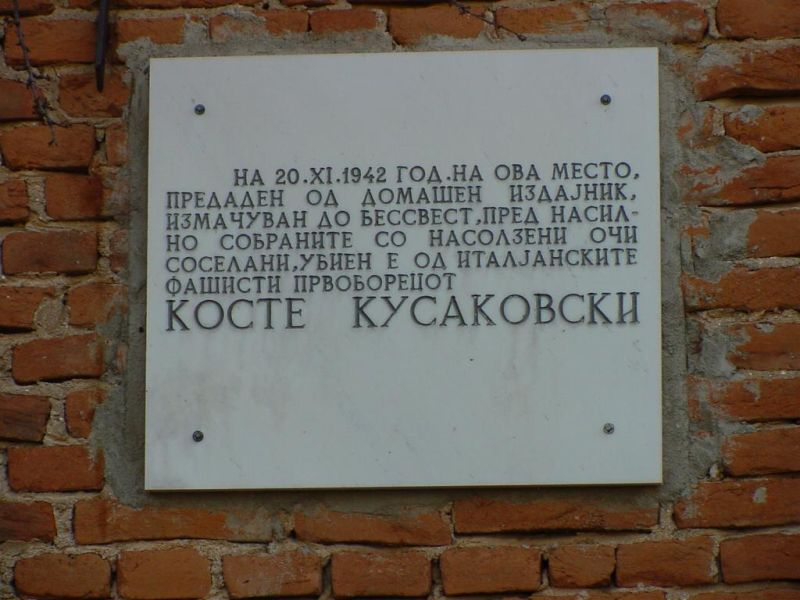 НА 20.XI.1942 ГОД.НА ОВА МЕСТО,
ПРЕДАДЕН ОД ДОМАШЕН ИЗДАЈНИК,
ИЗМАЧУВАН ДО БЕССВЕСТ,ПРЕД НАСИЛ-
НО СОБРАНИТЕ СО НАСОЛЗЕНИ ОЧИ
СОСЕЛАНИ,УБИЕН Е ОД ИТАЛЈАНСКИТЕ
ФАШИСТИ ПРВОБОРЕЦОТ
КОСТЕ КУСАКОВСКИ